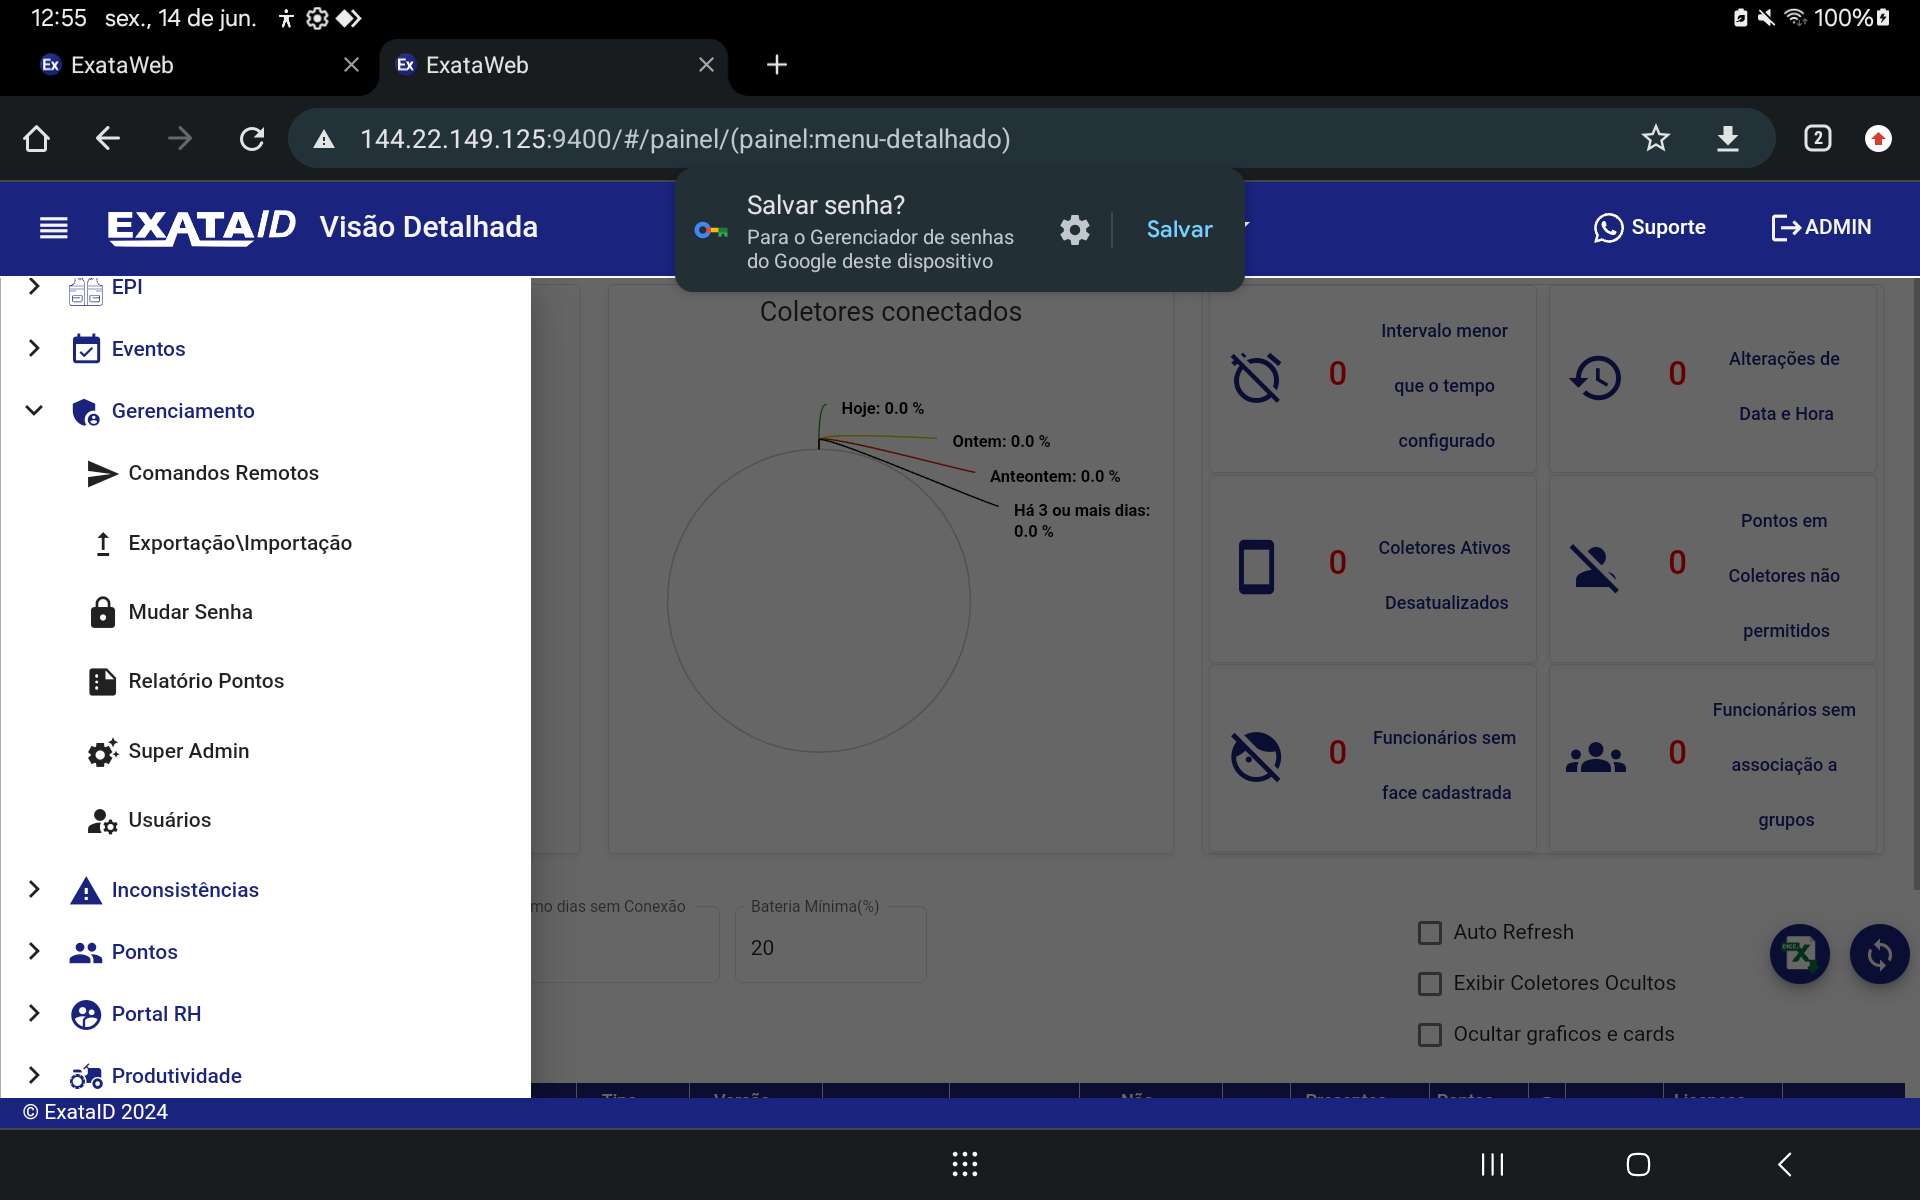 12:55 sex., 14 de jun.
100%
Ex ExataWeb
Ex ExataWeb
144.22.149.125:9400/#/painel/(painel:menu-detalhado)
2
EXATAID Visão Detalhada
Salvar senha?
Para o Gerenciador de senhas
do Google deste dispositivo
Salvar
Suporte
ADMIN
EPI
Eventos
Gerenciamento
Comandos Remotos
Exportação\Importação
Mudar Senha
Relatório Pontos
Super Admin
Usuários
Inconsistências
Pontos
Portal RH
Produtividade
Coletores conectados
Hoje: 0.0 %
Ontem: 0.0 %
Anteontem: 0.0 %
Há 3 ou mais dias:
0.0 %
0
Intervalo menor
que o tempo
configurado
0
Alterações de
Data e Hora
0
Coletores Ativos
Desatualizados
0
Pontos em
Coletores não
permitidos
0
Funcionários sem
face cadastrada
0
Funcionários sem
associação a
grupos
mo dias sem Conexão
Bateria Mínima(%)
20
Auto Refresh
Exibir Coletores Ocultos
Ocultar graficos e cards
© ExataID 2024